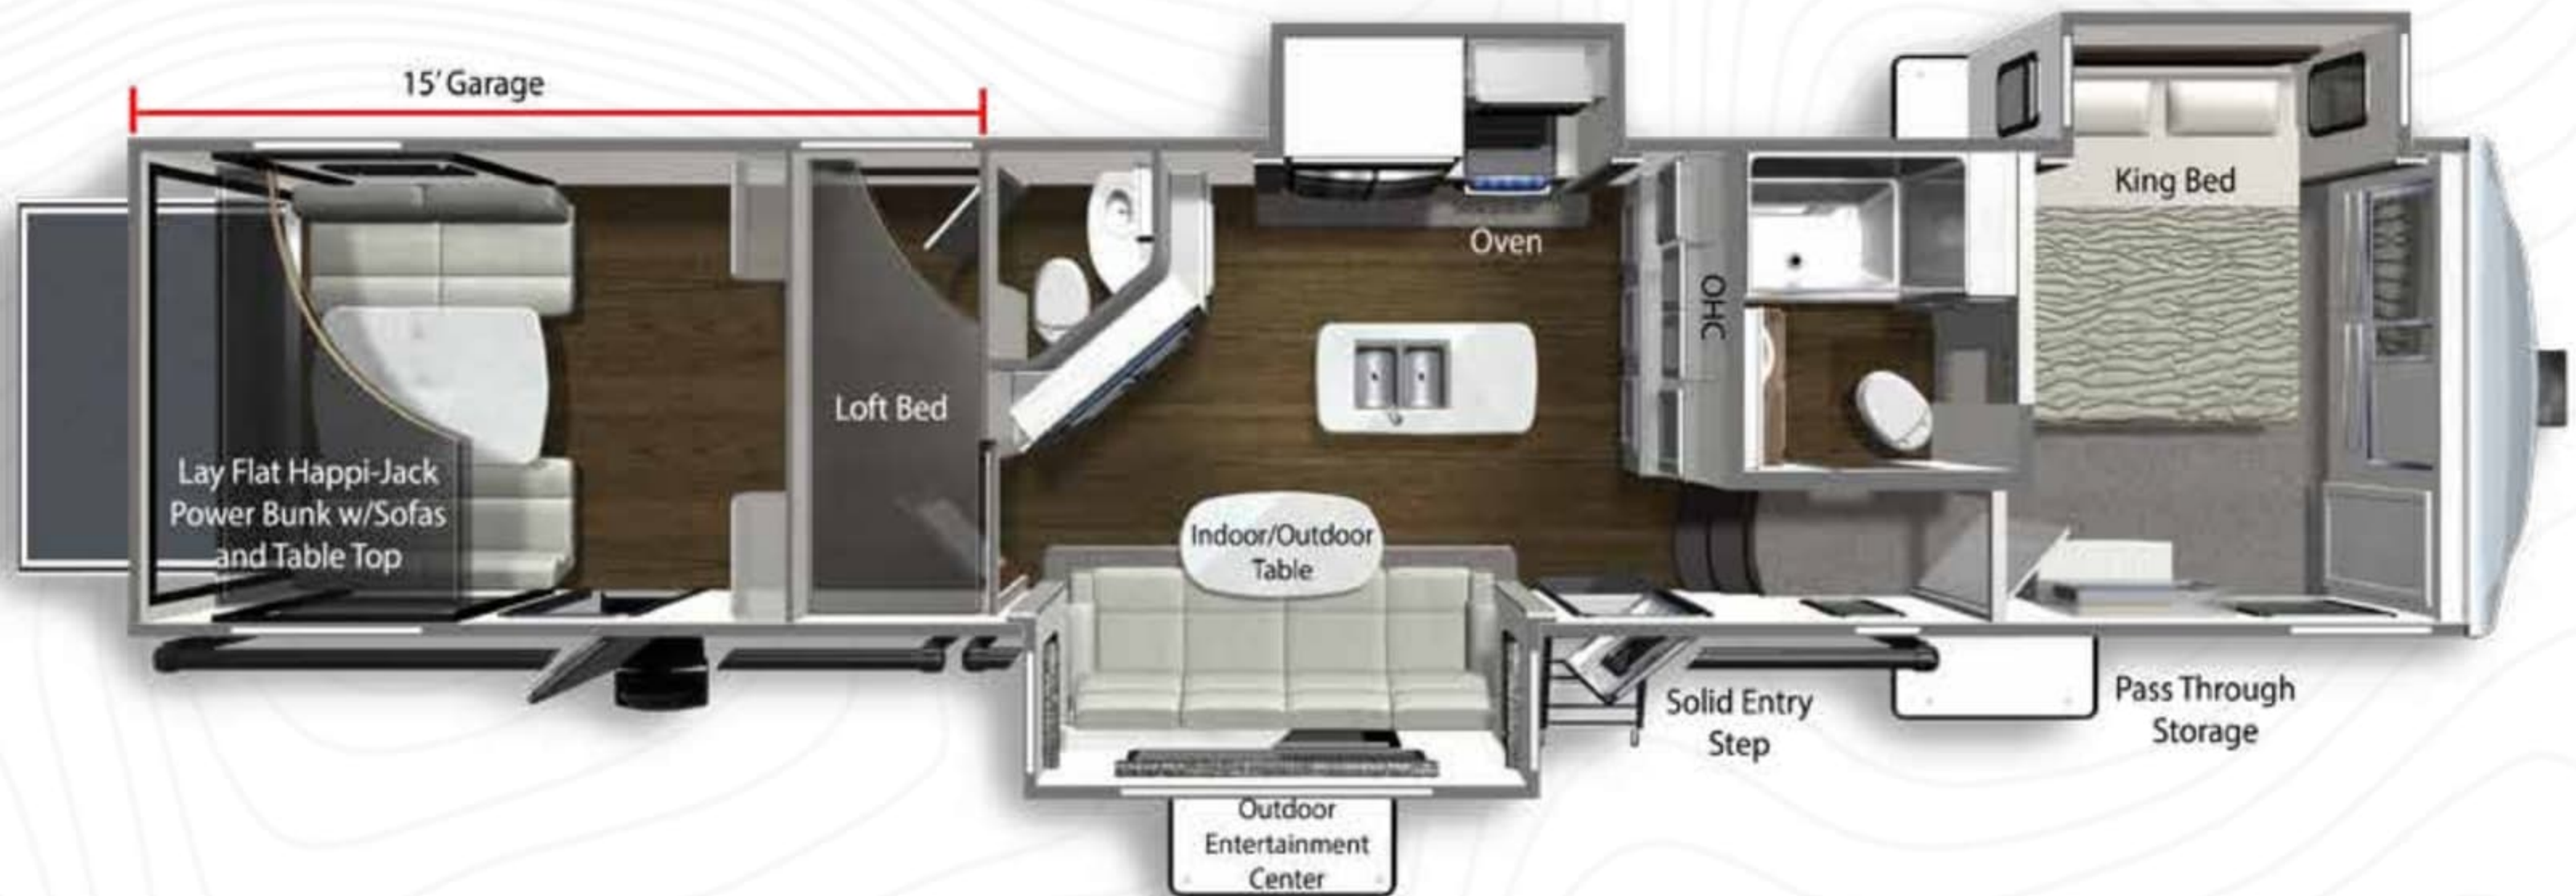 15' Garage
King Bed
Oven
OHC
Loft Bed
Lay Flat Happi-Jack
Power Bunk w/Sofas
and Table Top
Indoor/Outdoor
Table
Solid Entry
Step
Pass Through
Storage
Outdoor
Entertainment
Center